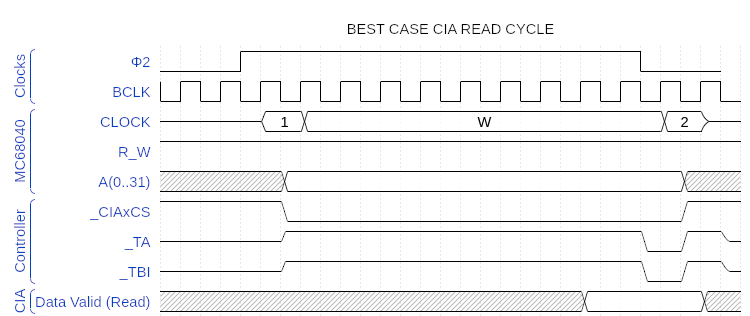 BEST CASE CIA READ CYCLE
Clocks
Φ2
BCLK
MC68040
CLOCK 1 W 2
R_W
A(0..31)
Controller
_CIAxCS
_TA
_TBI
CIA
Data Valid (Read)